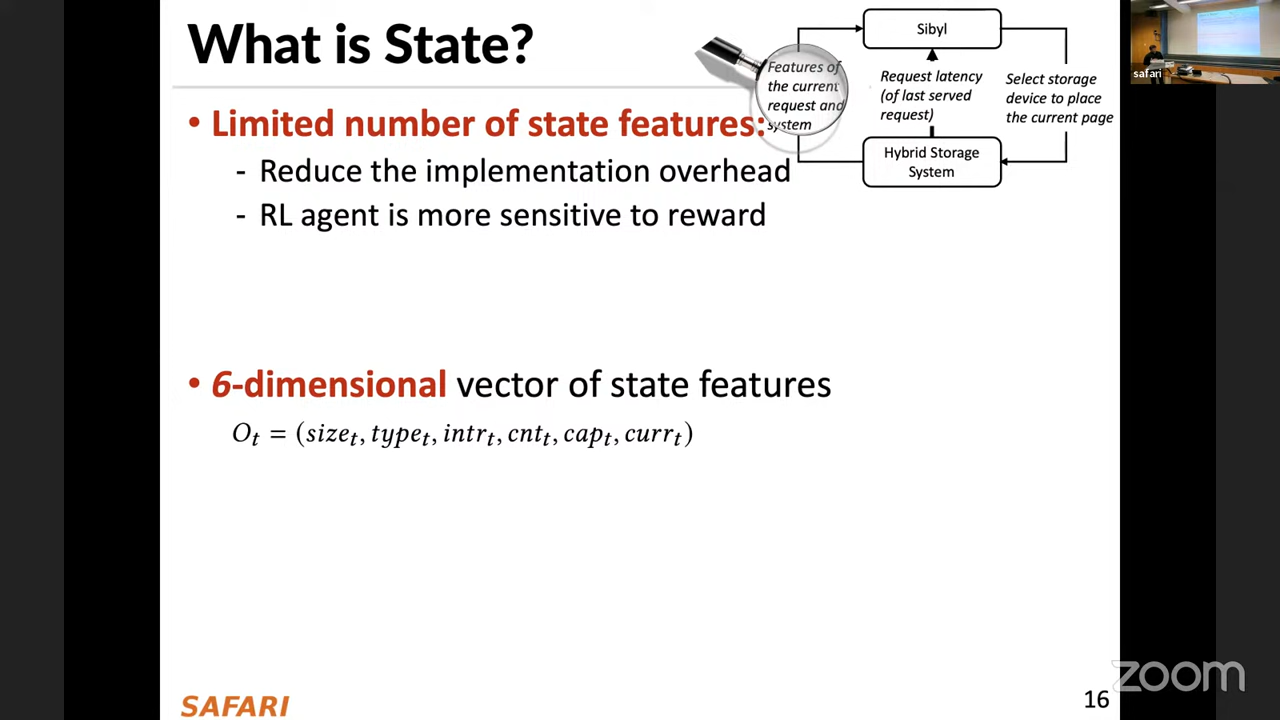 What is State?
• Limited number of state features:
- Reduce the implementation overhead
- RL agent is more sensitive to reward
Sibyl
Features of
the current
request and
system
Request latency
(of last served
request)
Select storage
device to place
the current page
Hybrid Storage
System
• 6-dimensional vector of state features
O_t = (size_t, type_t, intr_t, cnt_t, cap_t, curr_t)
SAFARI
16
safari
zoom